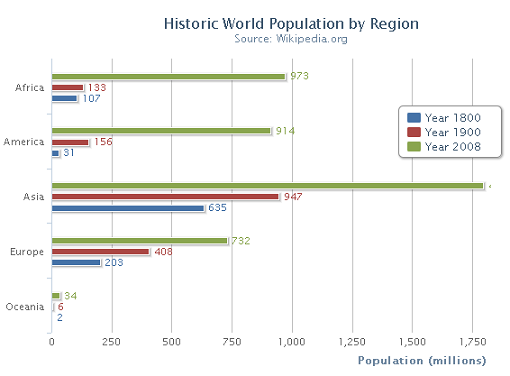 Historic World Population by Region
Source: Wikipedia.org
Africa
973
133
107
America
914
156
31
Asia
947
635
Europe
732
408
203
Oceania
34
6
2
Year 1800
Year 1900
Year 2008
0 250 500 750 1,000 1,250 1,500 1,750
Population (millions)